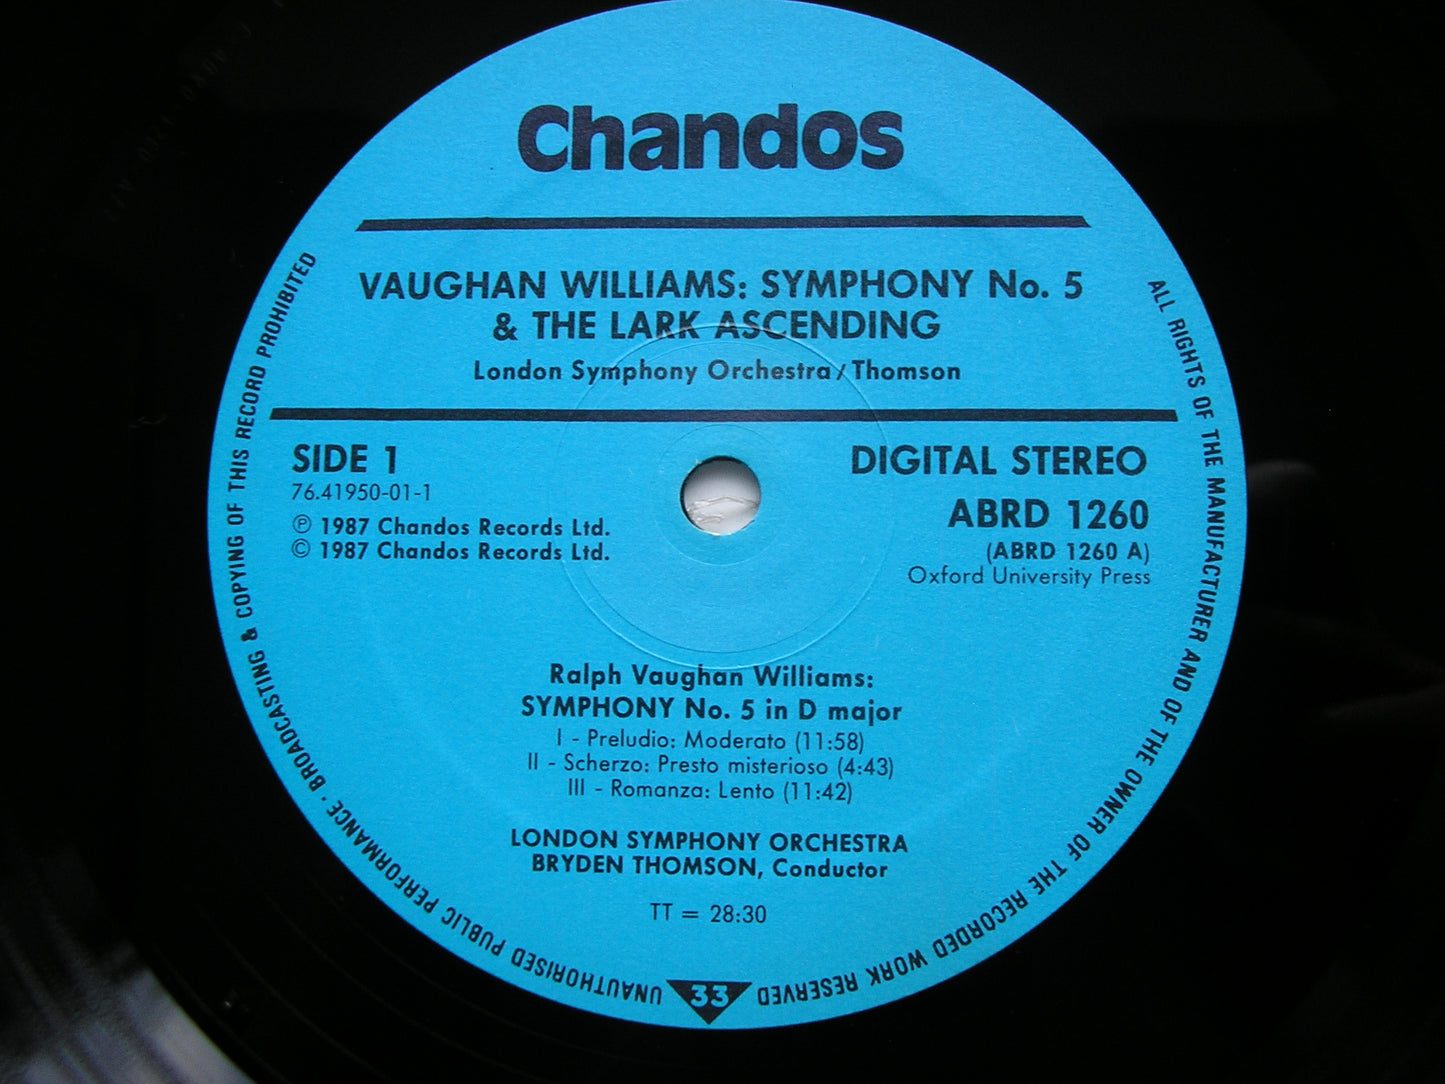 Chandos
VAUGHAN WILLIAMS: SYMPHONY No. 5
& THE LARK ASCENDING
London Symphony Orchestra / Thomson
SIDE 1
76.41950-01-1
℗ 1987 Chandos Records Ltd.
© 1987 Chandos Records Ltd.
DIGITAL STEREO
ABRD 1260
(ABRD 1260 A)
Oxford University Press
Ralph Vaughan Williams:
SYMPHONY No. 5 in D major
I - Preludio: Moderato (11:58)
II - Scherzo: Presto misterioso (4:43)
III - Romanza: Lento (11:42)
LONDON SYMPHONY ORCHESTRA
BRYDEN THOMSON, Conductor
TT = 28:30
33
ALL RIGHTS OF THE MANUFACTURER AND OF THE OWNER OF THE RECORDED WORK RESERVED
UNAUTHORISED PUBLIC PERFORMANCE · BROADCASTING & COPYING OF THIS RECORD PROHIBITED